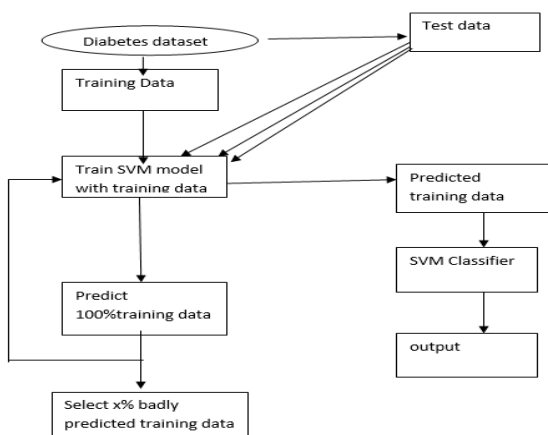 Diabetes dataset
Test data
Training Data
Train SVM model
with training data
Predicted
training data
SVM Classifier
Predict
100%training data
output
Select x% badly
predicted training data